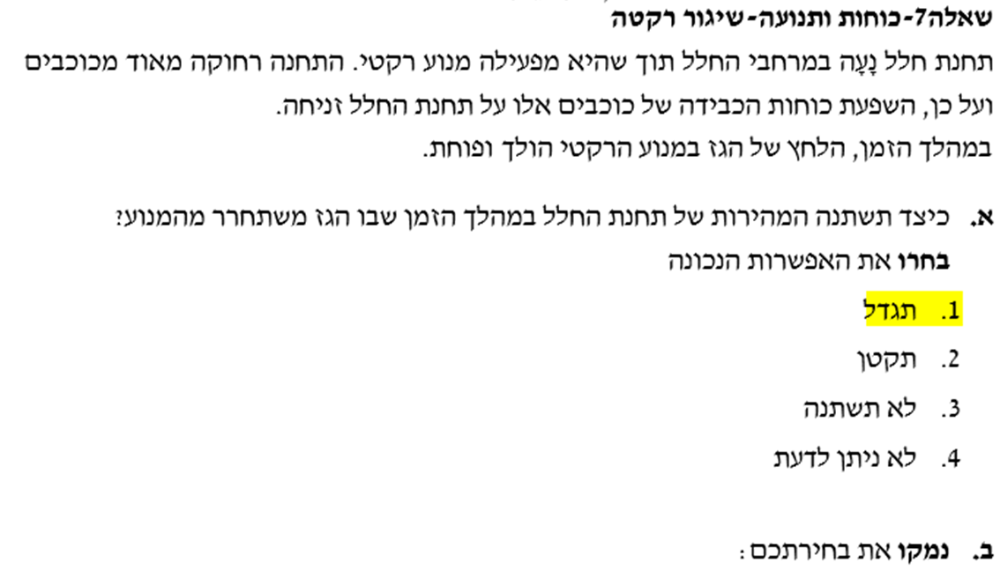 שאלה7-כוחות ותנועה-שיגור רקטה
תחנת חלל נָעָה במרחבי החלל תוך שהיא מפעילה מנוע רקטי. התחנה רחוקה מאוד מכוכבים
ועל כן, השפעת כוחות הכבידה של כוכבים אלו על תחנת החלל זניחה.
במהלך הזמן, הלחץ של הגז במנוע הרקטי הולך ופוחת.
א. כיצד תשתנה המהירות של תחנת החלל במהלך הזמן שבו הגז משתחרר מהמנוע?
בחרו את האפשרות הנכונה
1. תגדל
2. תקטן
3. לא תשתנה
4. לא ניתן לדעת
ב. נמקו את בחירתכם: